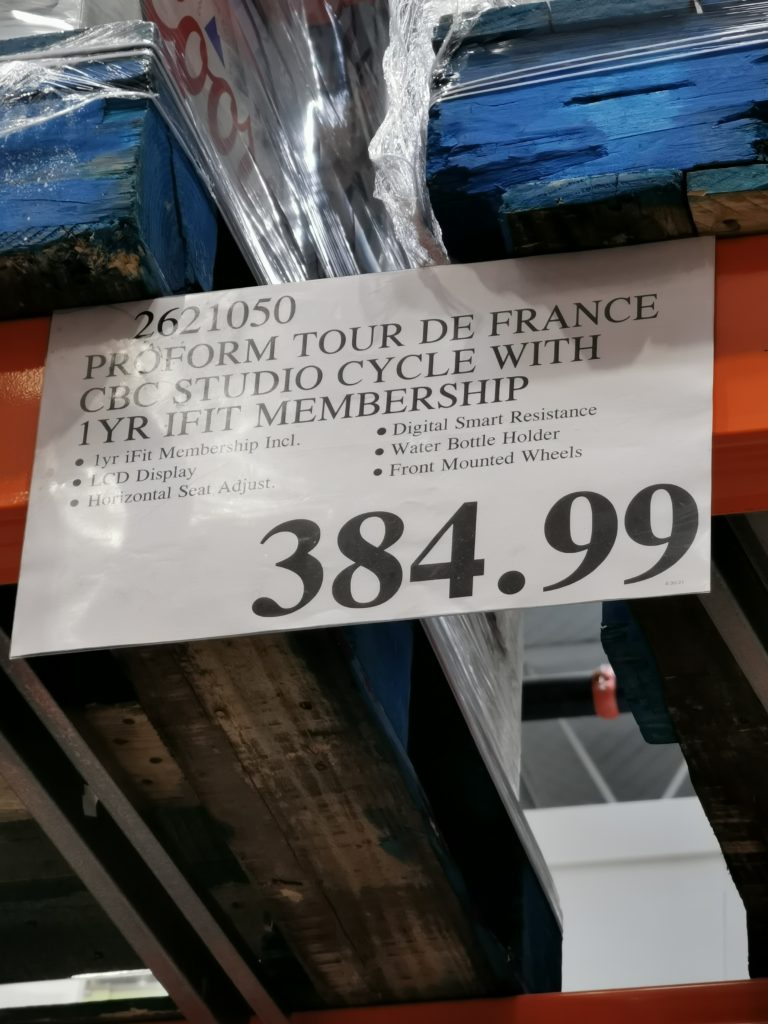 2621050
PROFORM TOUR DE FRANCE
CBC STUDIO CYCLE WITH
1YR IFIT MEMBERSHIP
• 1yr iFit Membership Incl.
• LCD Display
• Horizontal Seat Adjust.
• Digital Smart Resistance
• Water Bottle Holder
• Front Mounted Wheels
384.99